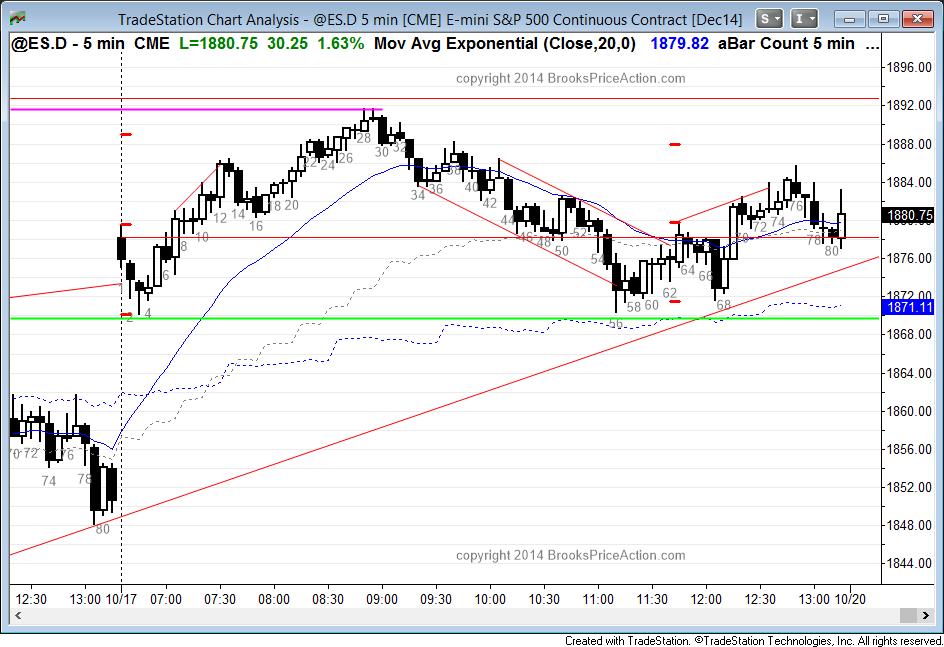 TradeStation Chart Analysis - @ES.D 5 min [CME] E-mini S&P 500 Continuous Contract [Dec14]
S
I
@ES.D - 5 min CME L=1880.75 30.25 1.63% Mov Avg Exponential (Close,20,0) 1879.82 aBar Count 5 min ...
copyright 2014 BrooksPriceAction.com
1896.00
1892.00
1888.00
1884.00
1880.75
1876.00
1872.00
1871.11
1868.00
1864.00
1860.00
1856.00
1852.00
1848.00
1844.00
72 74 76 78 80
2 4 6 8 10 12 14 16 18 20 22 24 26 28 30 32 34 36 38 40 42 44 46 48 50 52 54 56 58 60 62 64 66 68 70 72 74 76 78 80
copyright 2014 BrooksPriceAction.com
12:30 13:00 10/17 07:00 07:30 08:00 08:30 09:00 09:30 10:00 10:30 11:00 11:30 12:00 12:30 13:00 10/20
Created with TradeStation. ©TradeStation Technologies, Inc. All rights reserved.